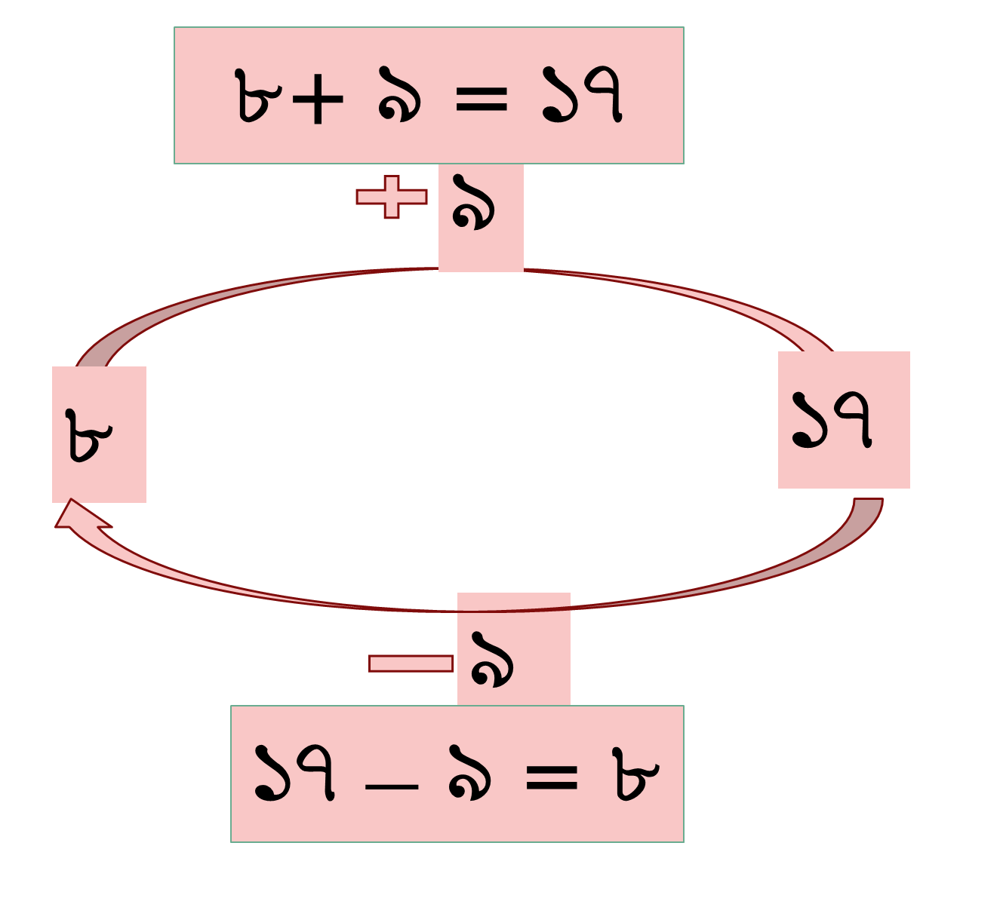 ৮+ ৯ = ১৭
+ ৯
৮
১৭
– ৯
১৭ – ৯ = ৮